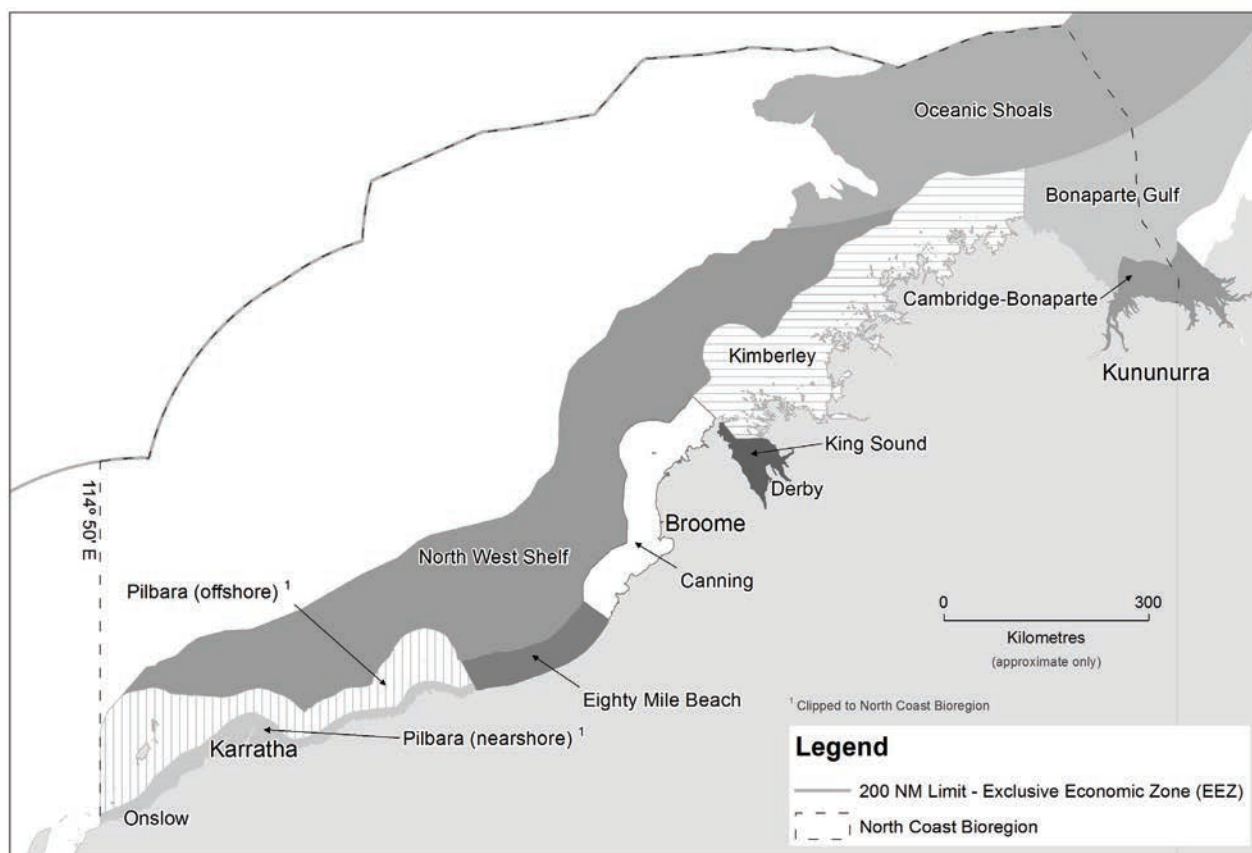 Oceanic Shoals
Bonaparte Gulf
Cambridge-Bonaparte
Kimberley
Kununurra
King Sound
Derby
114° 50' E
Broome
North West Shelf
Canning
Pilbara (offshore) 1
0 300
Kilometres
(approximate only)
Eighty Mile Beach
1 Clipped to North Coast Bioregion
Pilbara (nearshore) 1
Karratha
Onslow
Legend
200 NM Limit - Exclusive Economic Zone (EEZ)
North Coast Bioregion